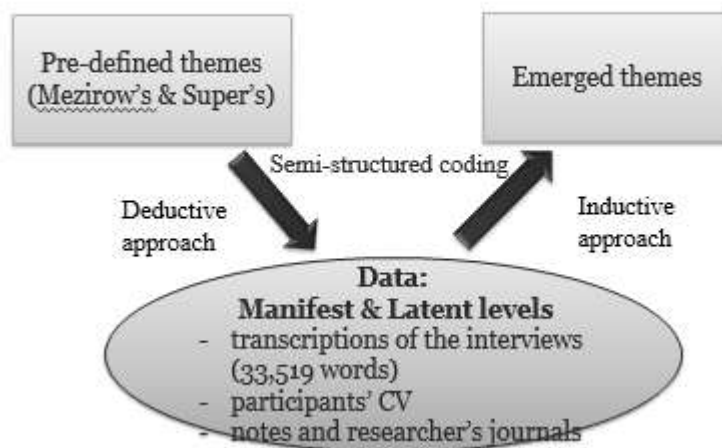 Pre-defined themes
(Mezirow's & Super's)
Emerged themes
Semi-structured coding
Deductive
approach
Inductive
approach
Data:
Manifest & Latent levels
- transcriptions of the interviews
(33,519 words)
- participants' CV
- notes and researcher's journals